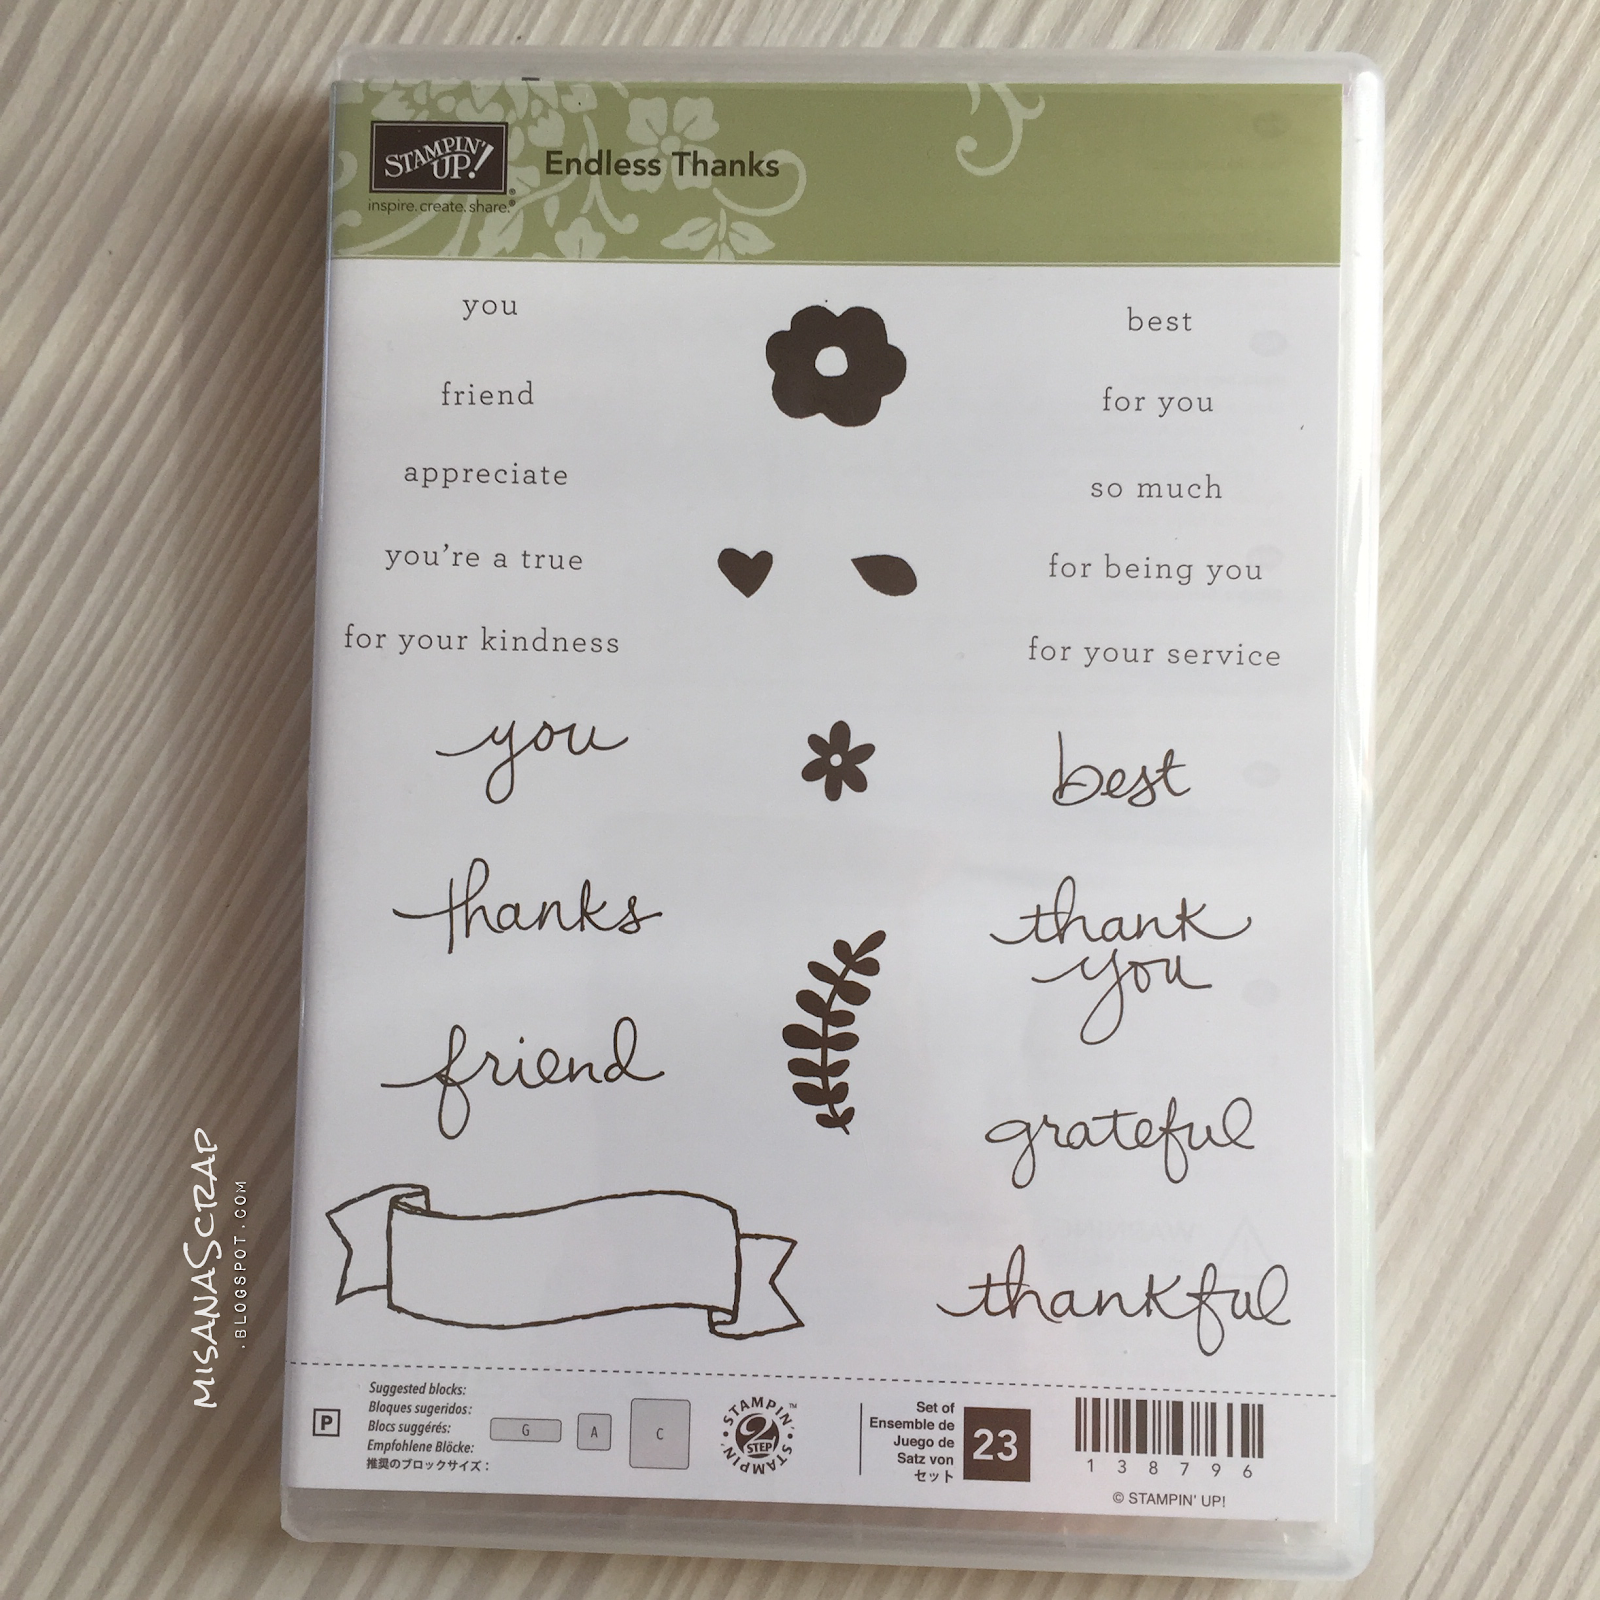 STAMPIN' UP!®
inspire.create.share.®
Endless Thanks
you
best
friend
for you
appreciate
so much
you're a true
for being you
for your kindness
for your service
you
best
thanks
thank
you
friend
grateful
thankful
P
Suggested blocks:
Bloques sugeridos:
Blocs suggérés:
Empfohlene Blöcke:
推奨のブロックサイズ：
G
A
C
STAMPIN' 2 STEP STAMPIN'™
Set of
Ensemble de
Juego de
Satz von
セット
23
138796
© STAMPIN' UP!
MISANASCRAP
.BLOGSPOT.COM